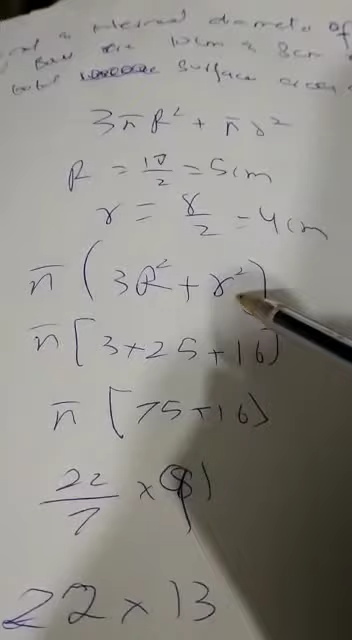 internal diameter of
are 10cm & 8cm
total surface area
3πR² + πr²
R = 10/2 = 5cm
r = 8/2 = 4cm
π (3R² + r²)
π [3×25+16]
π [75+16)
22/7 × 91
22 × 13